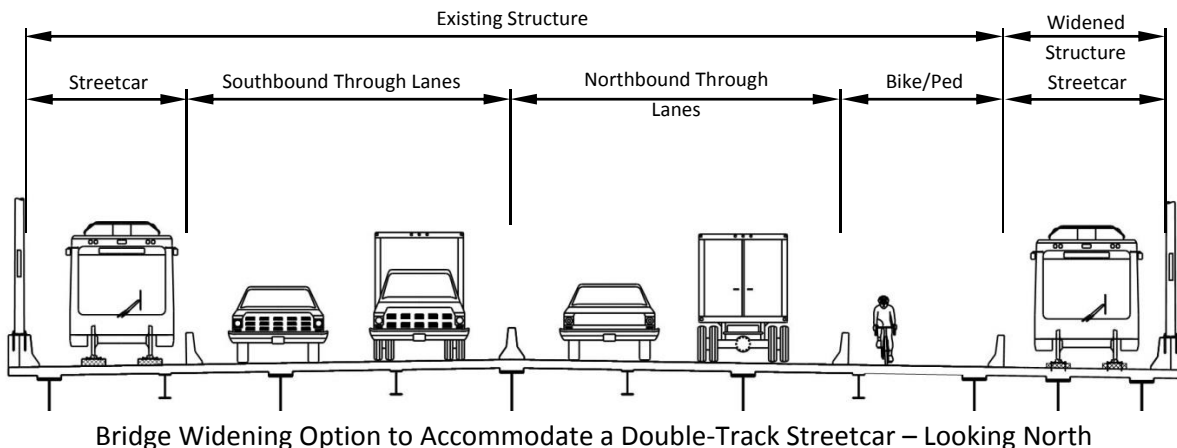 Existing Structure
Widened
Structure
Streetcar
Southbound Through Lanes
Northbound Through
Lanes
Bike/Ped
Streetcar
Bridge Widening Option to Accommodate a Double-Track Streetcar – Looking North